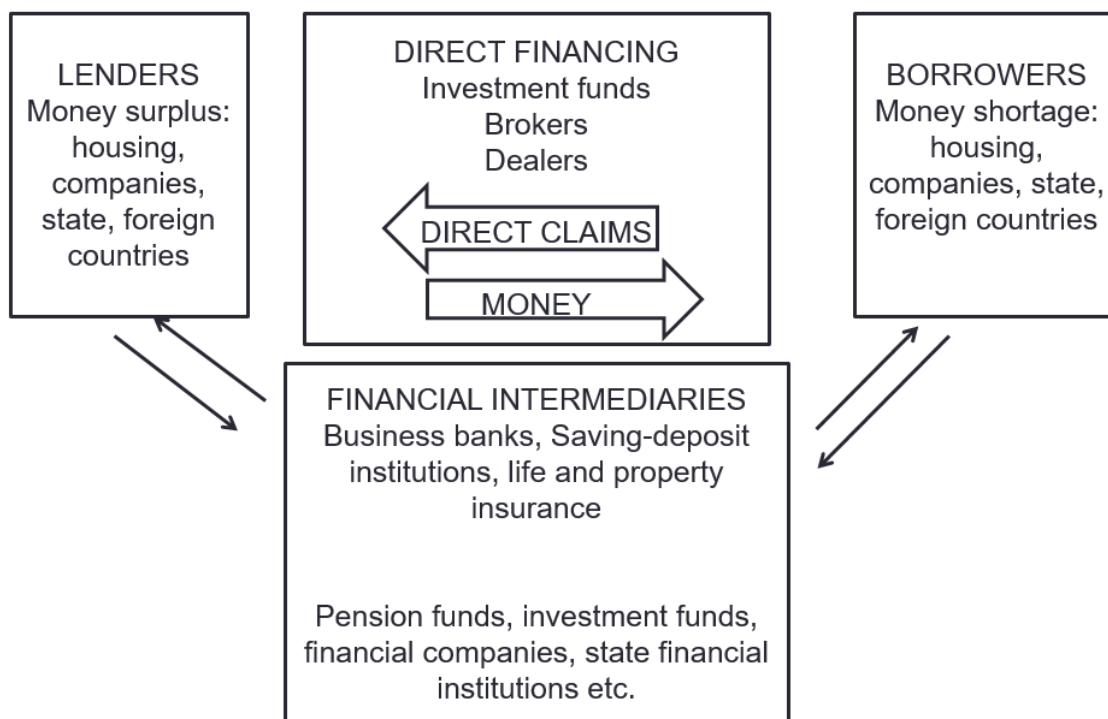 LENDERS
Money surplus:
housing,
companies,
state, foreign
countries
DIRECT FINANCING
Investment funds
Brokers
Dealers
DIRECT CLAIMS
MONEY
BORROWERS
Money shortage:
housing,
companies, state,
foreign countries
FINANCIAL INTERMEDIARIES
Business banks, Saving-deposit
institutions, life and property
insurance
Pension funds, investment funds,
financial companies, state financial
institutions etc.